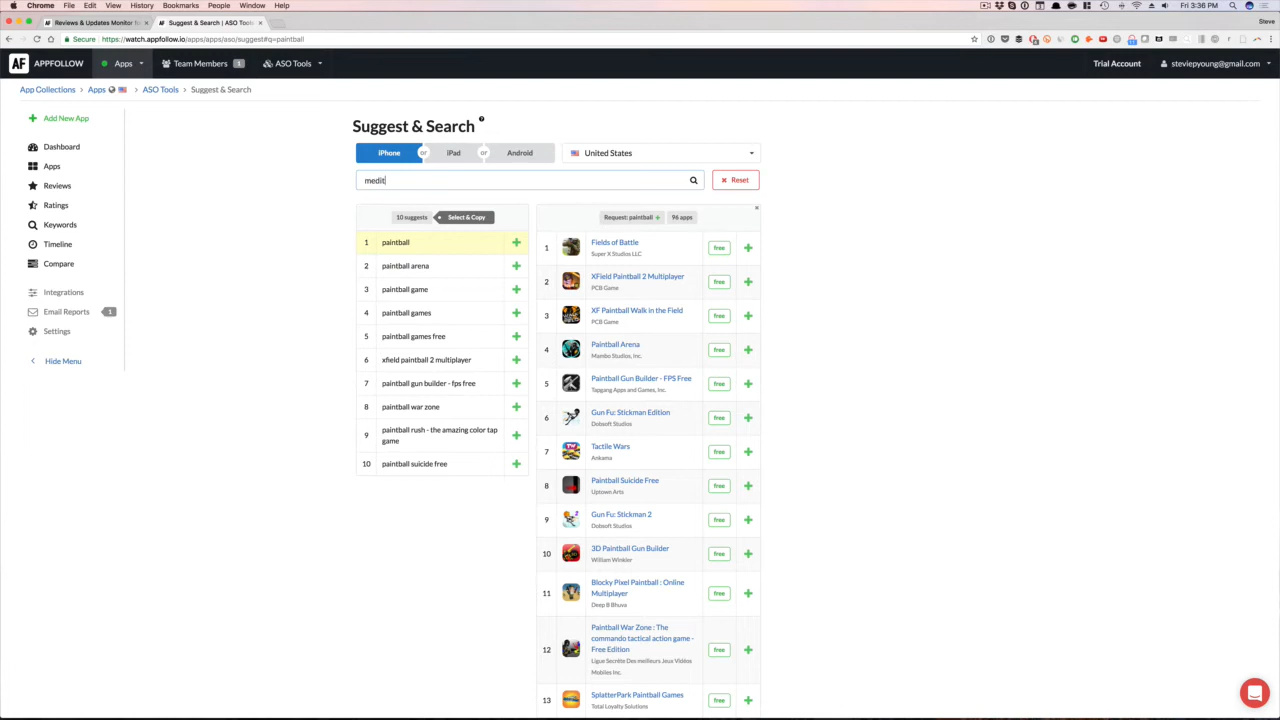 Chrome File Edit View History Bookmarks People Window Help
Fri 3:36 PM
Reviews & Updates Monitor f
Suggest & Search | ASO Tools
Steve
Secure https://watch.appfollow.io/apps/apps/aso/suggest#q=paintball
AF APPFOLLOW Apps Team Members 1 ASO Tools Trial Account steviepyoung@gmail.com
App Collections > Apps > ASO Tools > Suggest & Search
Add New App
Dashboard
Apps
Reviews
Ratings
Keywords
Timeline
Compare
Integrations
Email Reports 1
Settings
Hide Menu
Suggest & Search
iPhone or iPad or Android
United States
medit
Reset
10 suggests Select & Copy
1 paintball
2 paintball arena
3 paintball game
4 paintball games
5 paintball games free
6 xfield paintball 2 multiplayer
7 paintball gun builder - fps free
8 paintball war zone
9 paintball rush - the amazing color tap
game
10 paintball suicide free
Request: paintball + 96 apps
1 Fields of Battle free
Super X Studios LLC
2 XField Paintball 2 Multiplayer free
PCB Game
3 XF Paintball Walk in the Field free
PCB Game
4 Paintball Arena free
Mambo Studios, Inc.
5 Paintball Gun Builder - FPS Free free
Tapgang Apps and Games, Inc.
6 Gun Fu: Stickman Edition free
Dobsoft Studios
7 Tactile Wars free
Ankama
8 Paintball Suicide Free free
Uptown Arts
9 Gun Fu: Stickman 2 free
Dobsoft Studios
10 3D Paintball Gun Builder free
William Winkler
11 Blocky Pixel Paintball : Online
Multiplayer free
Deep B Bhuva
12 Paintball War Zone : The
commando tactical action game -
Free Edition free
Ligue Secrète Des meilleurs Jeux Vidéos
Mobiles Inc.
13 SplatterPark Paintball Games free
Total Loyalty Solutions